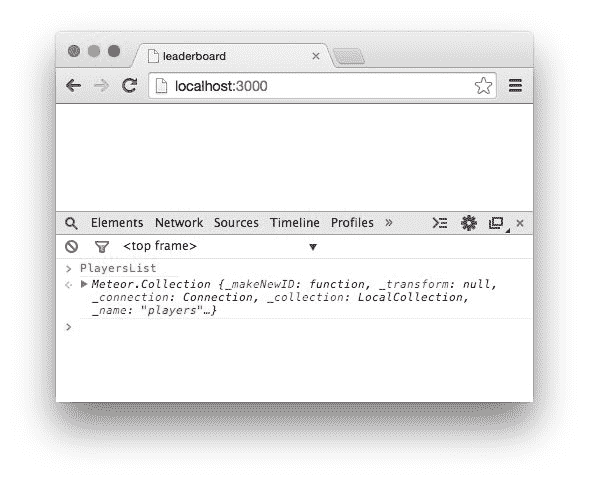 leaderboard
localhost:3000
Elements Network Sources Timeline Profiles »
<top frame>
PlayersList
Meteor.Collection {_makeNewID: function, _transform: null,
_connection: Connection, _collection: LocalCollection,
_name: "players"…}